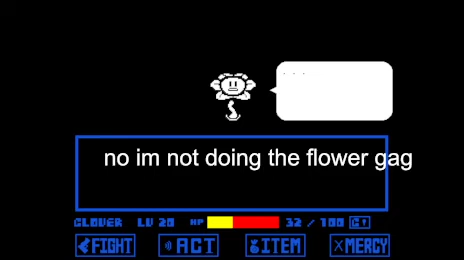 . . .
no im not doing the flower gag
CLOVER LV 20 HP 32 / 100
FIGHT ACT ITEM MERCY